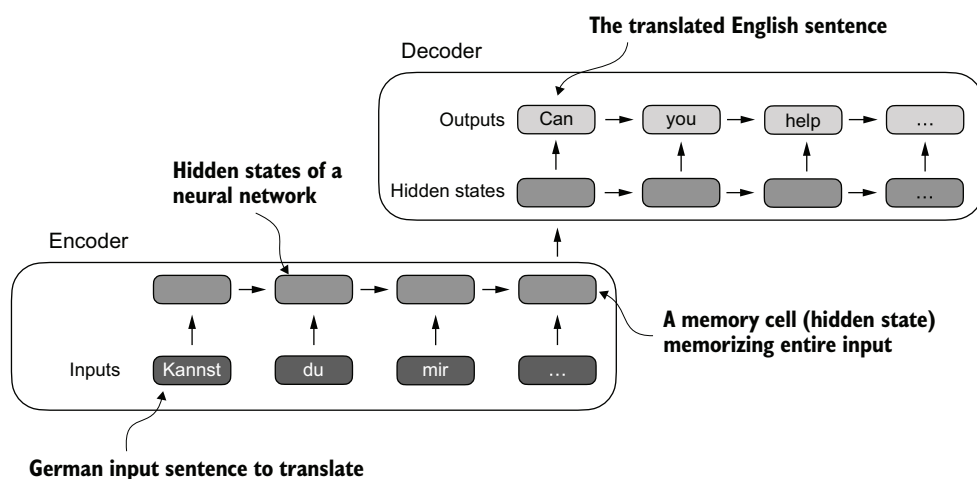 The translated English sentence
Decoder
Outputs
Can
you
help
...
Hidden states of a
neural network
Hidden states
...
Encoder
A memory cell (hidden state)
memorizing entire input
Inputs
Kannst
du
mir
...
German input sentence to translate